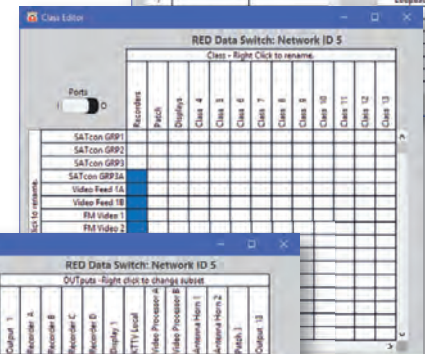 Class Editor
RED Data Switch: Network ID 5
Class - Right Click to rename.
Ports
I O
Recorders
Patch
Displays
Class 4
Class 5
Class 6
Class 7
Class 8
Class 9
Class 10
Class 11
Class 12
Class 13
Click to rename.
SATcon GRP1
SATcon GRP2
SATcon GRP3
SATcon GRP3A
Video Feed 1A
Video Feed 1B
FM Video 1
FM Video 2
RED Data Switch: Network ID 5
OUTputs -Right click to change subset
Output 1
Recorder A
Recorder B
Recorder C
Recorder D
Display 1
KTTY Local
Video Processor A
Video Processor B
Antenna Horn 1
Antenna Horn 2
Patch 1
Output 13